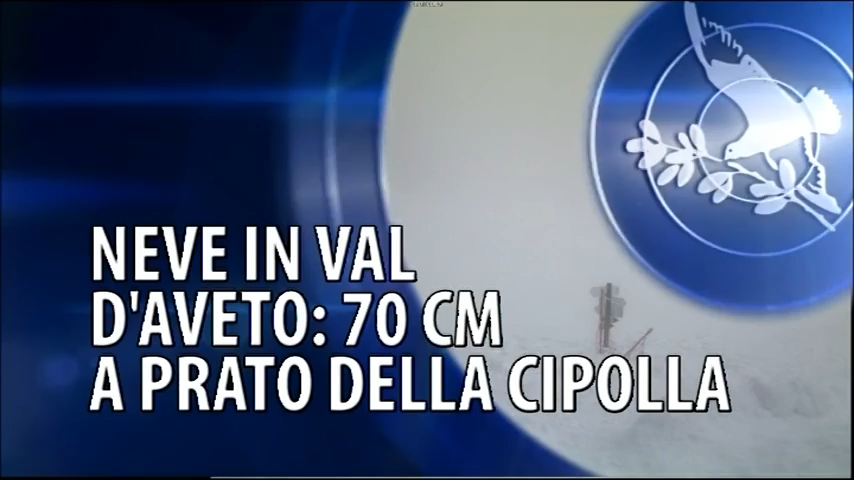 NEVE IN VAL
D'AVETO: 70 CM
A PRATO DELLA CIPOLLA